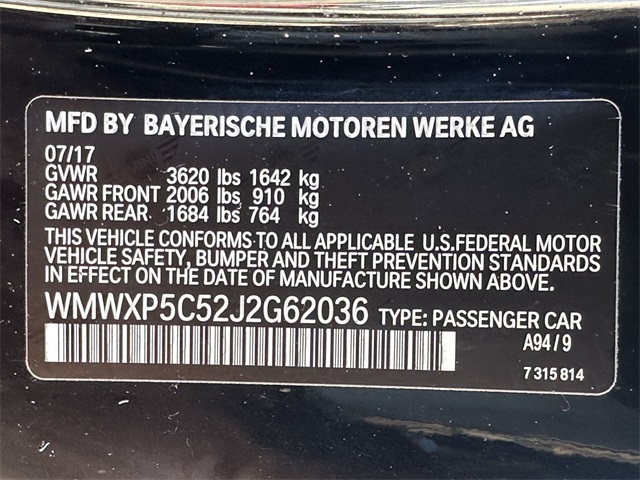 MFD BY BAYERISCHE MOTOREN WERKE AG
07/17
GVWR 3620 lbs 1642 kg
GAWR FRONT 2006 lbs 910 kg
GAWR REAR 1684 lbs 764 kg
THIS VEHICLE CONFORMS TO ALL APPLICABLE U.S.FEDERAL MOTOR
VEHICLE SAFETY, BUMPER AND THEFT PREVENTION STANDARDS
IN EFFECT ON THE DATE OF MANUFACTURE SHOWN ABOVE.
WMWXP5C52J2G62036 TYPE: PASSENGER CAR
A94/9
7 315 814